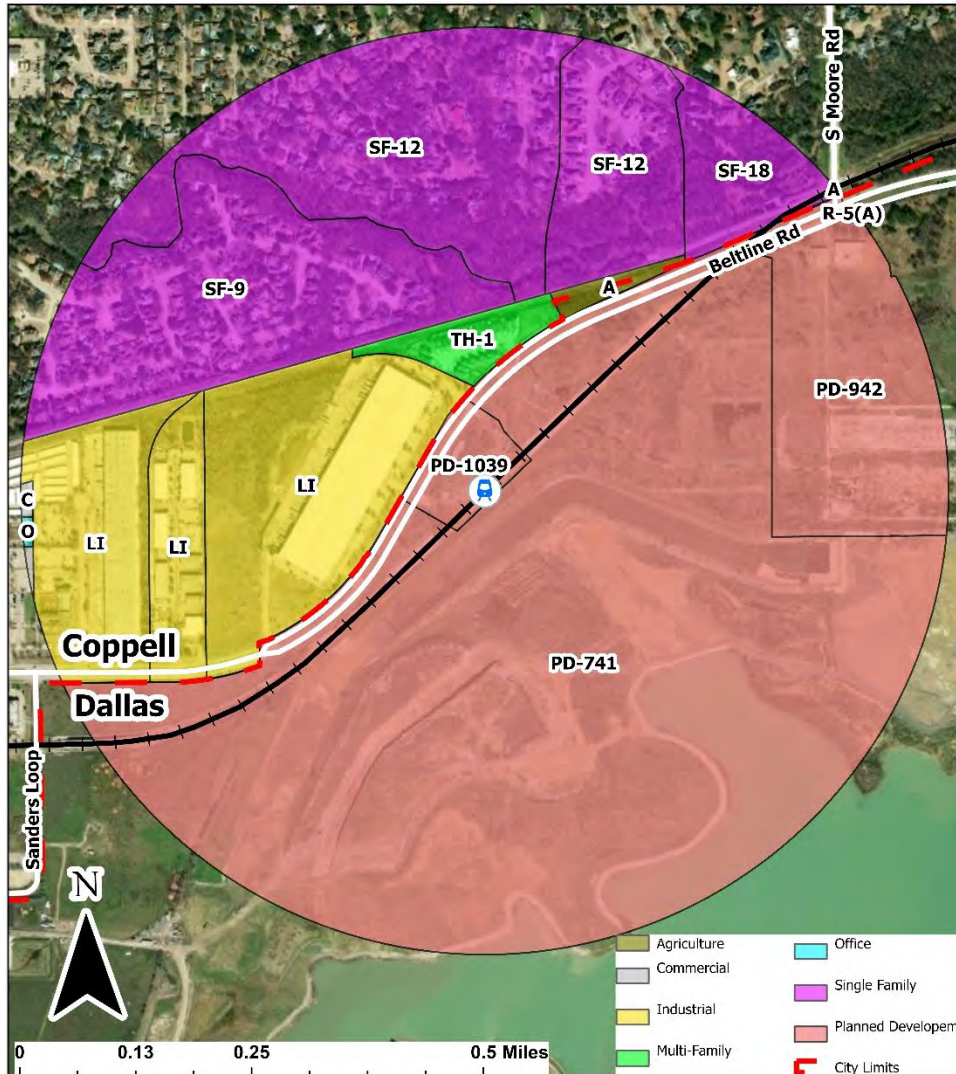 S Moore Rd
SF-12
SF-12
SF-18
A
R-5(A)
Beltline Rd
SF-9
A
TH-1
PD-942
PD-1039
LI
C
O
LI
LI
Coppell
PD-741
Dallas
Sanders Loop
N
Agriculture
Commercial
Industrial
Multi-Family
Office
Single Family
Planned Developem
City Limits
0 0.13 0.25 0.5 Miles